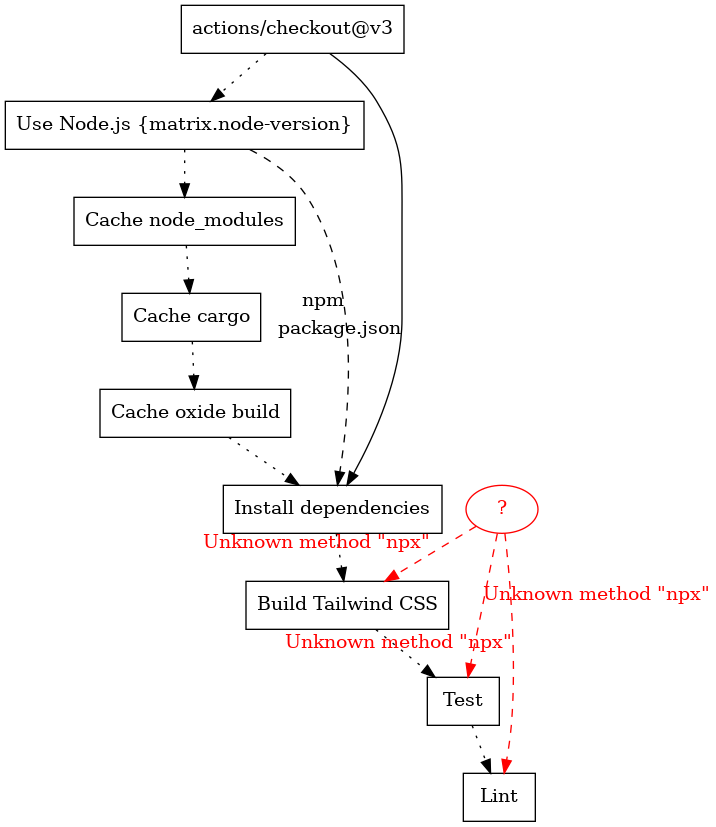 actions/checkout@v3
Use Node.js {matrix.node-version}
Cache node_modules
Cache cargo
npm
package.json
Cache oxide build
Install dependencies
?
Unknown method "npx"
Build Tailwind CSS
Unknown method "npx"
Unknown method "npx"
Test
Lint